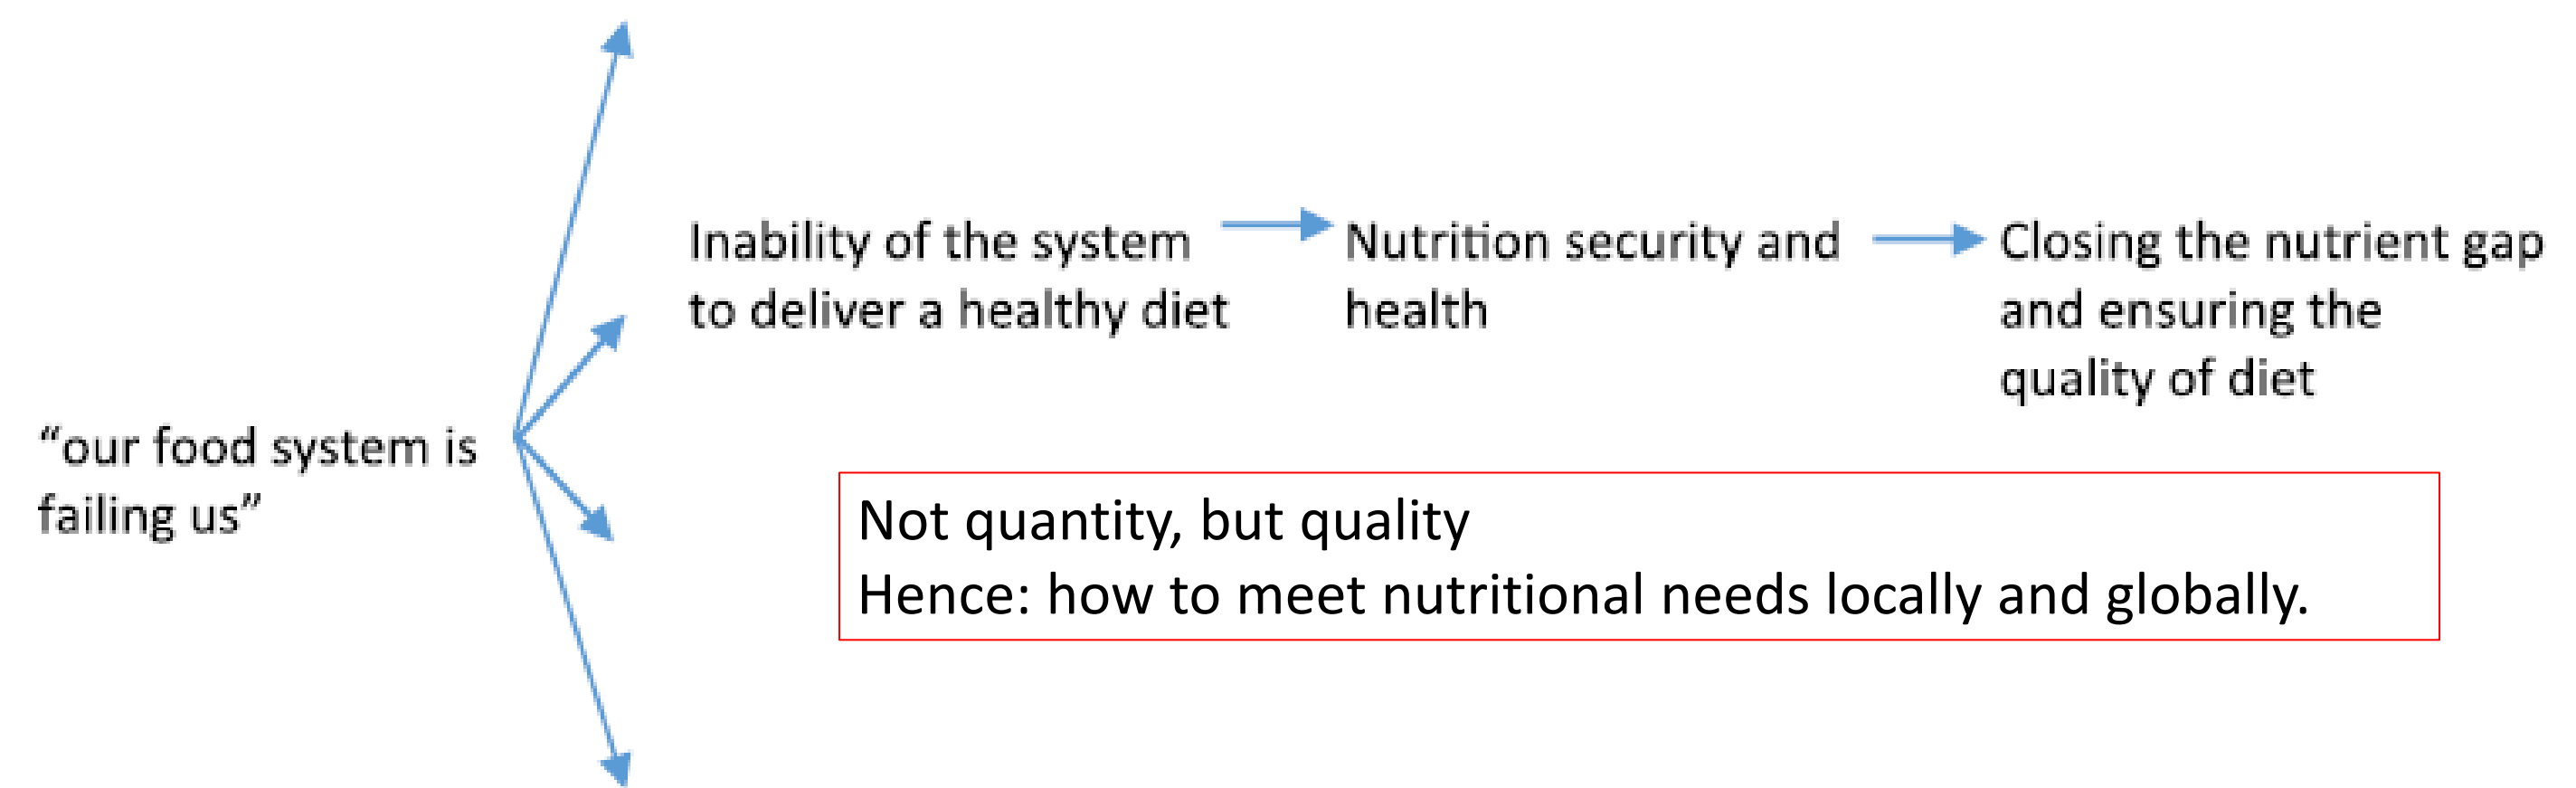 Inability of the system
to deliver a healthy diet
Nutrition security and
health
Closing the nutrient gap
and ensuring the
quality of diet
“our food system is
failing us”
Not quantity, but quality
Hence: how to meet nutritional needs locally and globally.